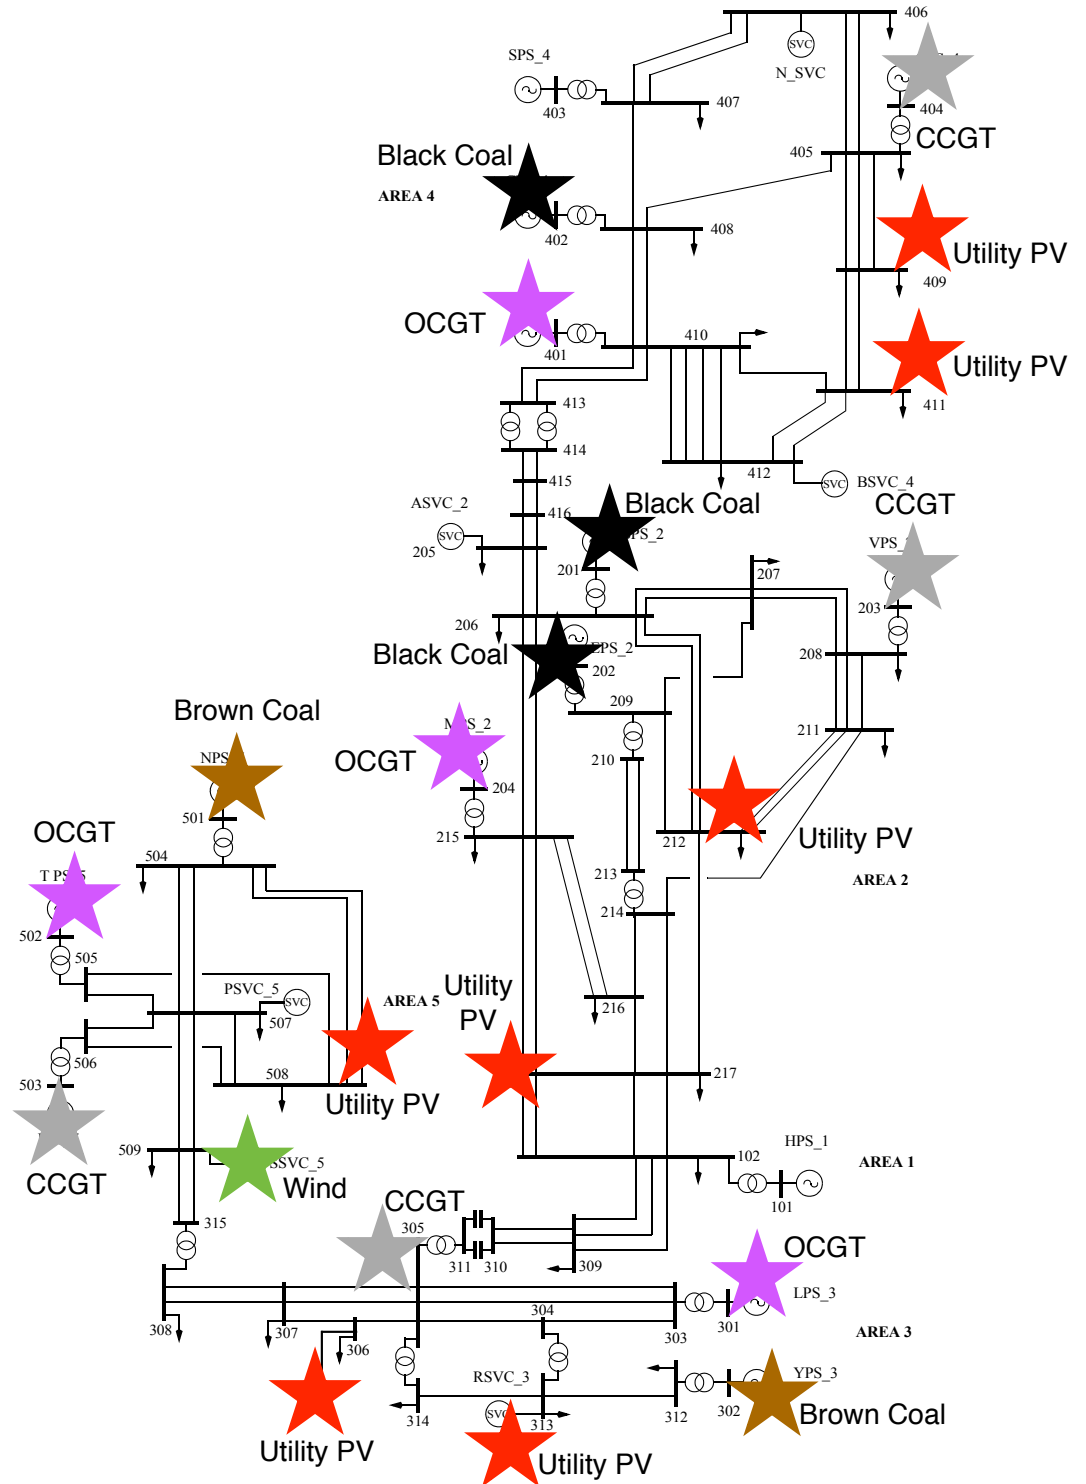 406
SPS_4
SVC
N_SVC
403
407
404
CCGT
405
Black Coal
AREA 4
402
408
Utility PV
409
OCGT
401
410
Utility PV
411
413
414
412
SVC
BSVC_4
415
416
ASVC_2
SVC
205
Black Coal
201
CCGT
207
203
206
208
Black Coal
EPS_2
202
209
211
Brown Coal
OCGT
204
210
501
OCGT
215
212
Utility PV
504
213
AREA 2
502
214
505
PSVC_5
SVC
507
AREA 5
Utility
PV
216
506
503
508
Utility PV
217
509
SSVC_5
CCGT
Wind
102
HPS_1
AREA 1
101
315
CCGT
305
311
310
309
OCGT
LPS_3
301
303
304
308
307
306
AREA 3
RSVC_3
SVC
314
313
312
302
YPS_3
Brown Coal
Utility PV
Utility PV